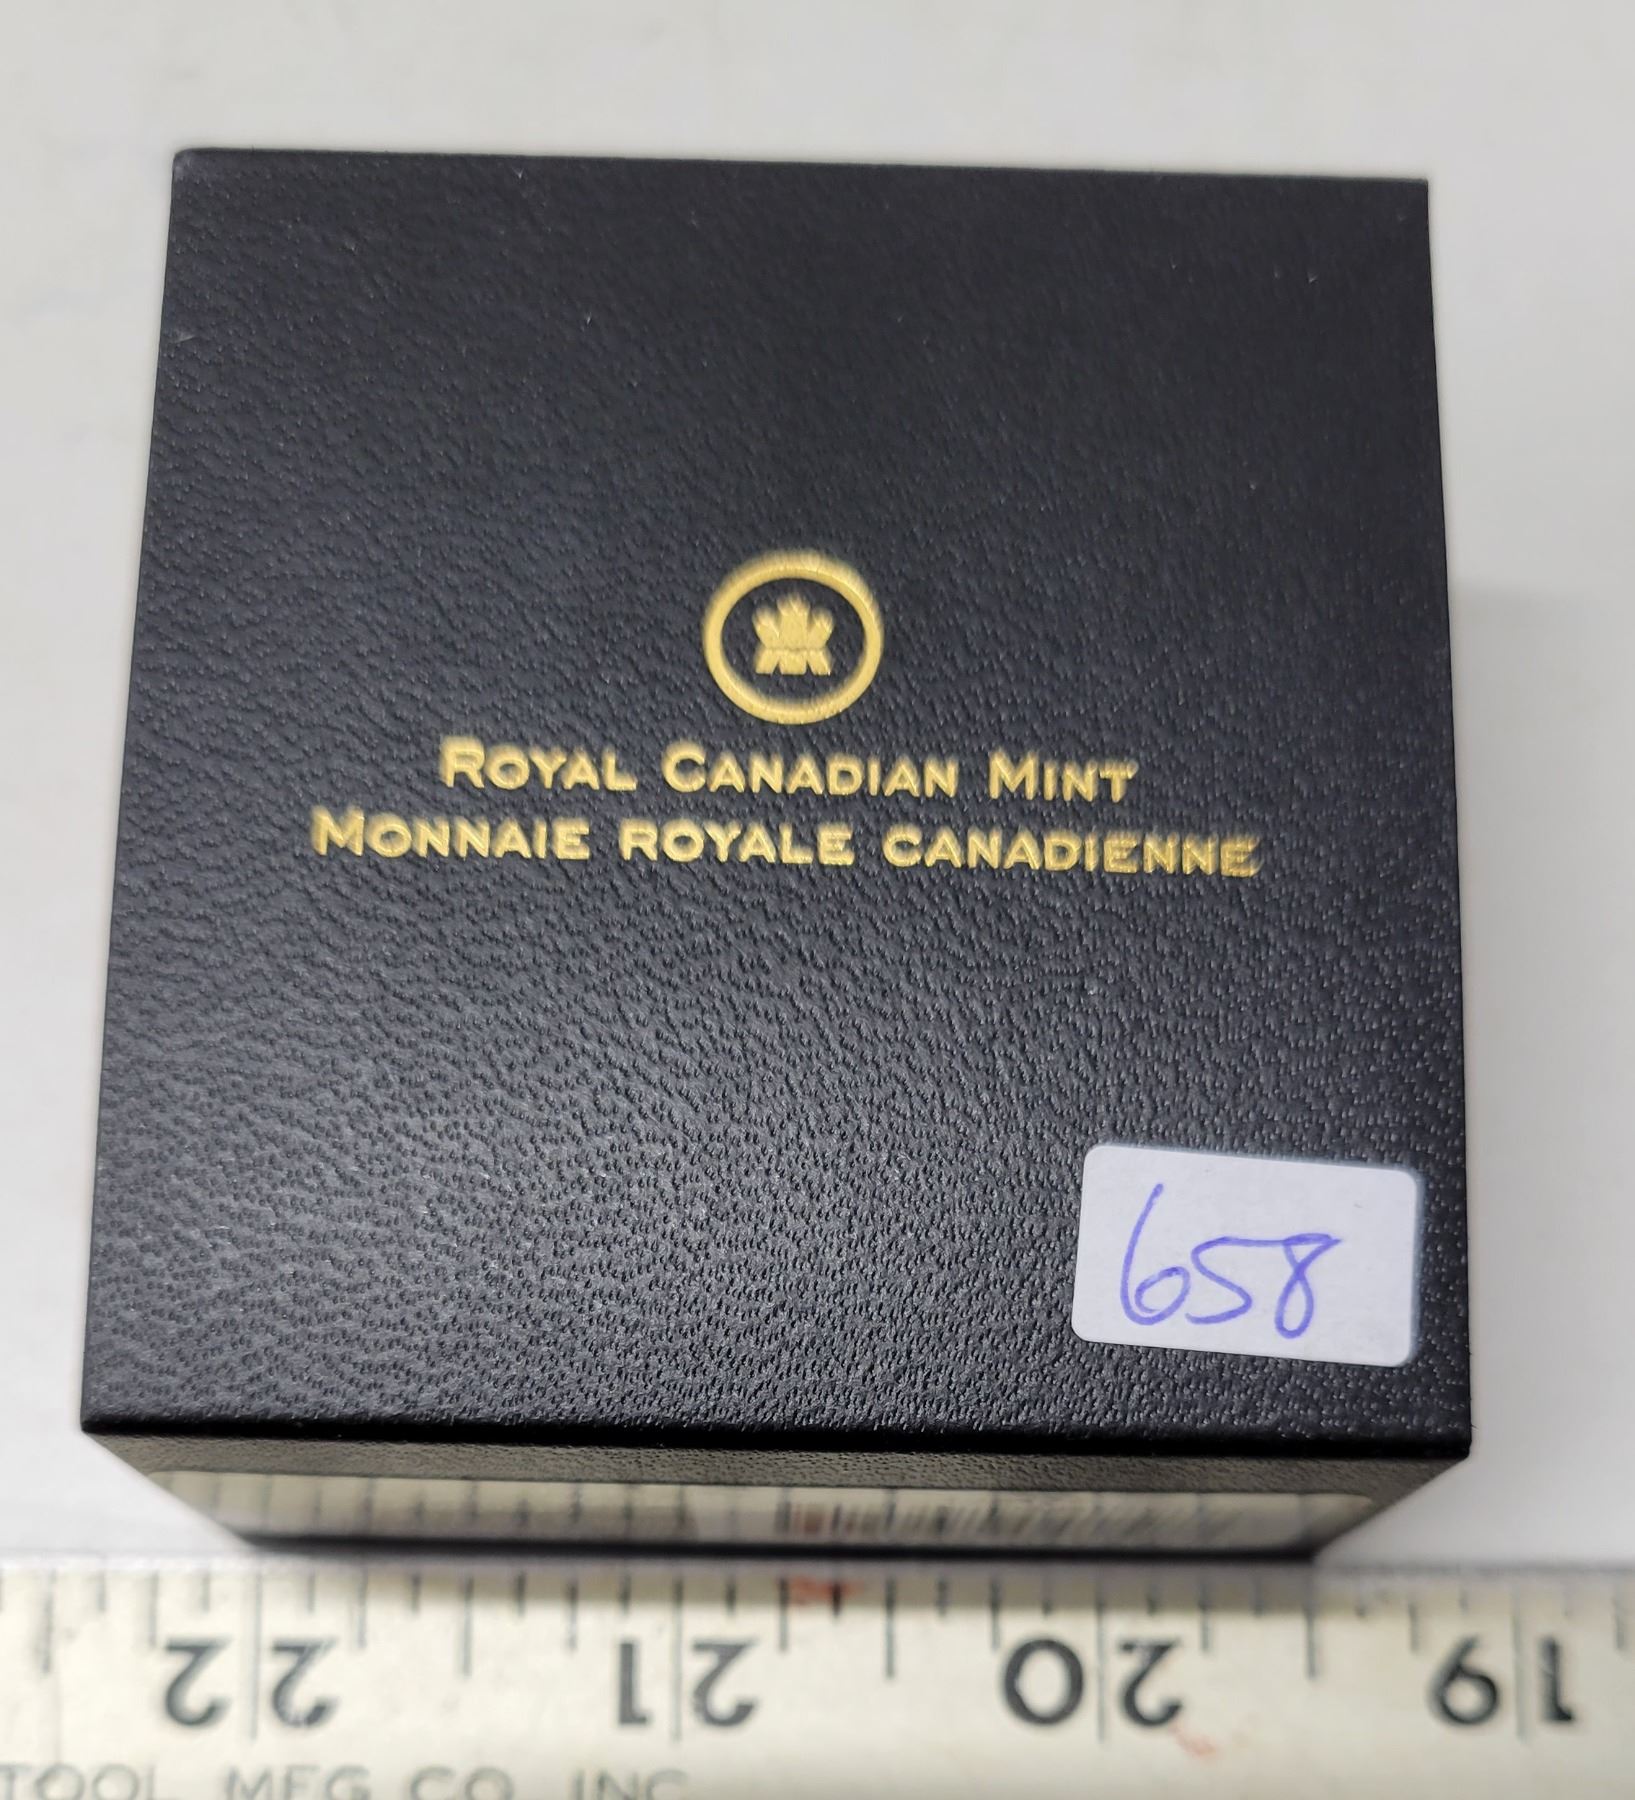 ROYAL CANADIAN MINT
MONNAIE ROYALE CANADIENNE
658
22 21 20 19
TOOL MFG CO INC